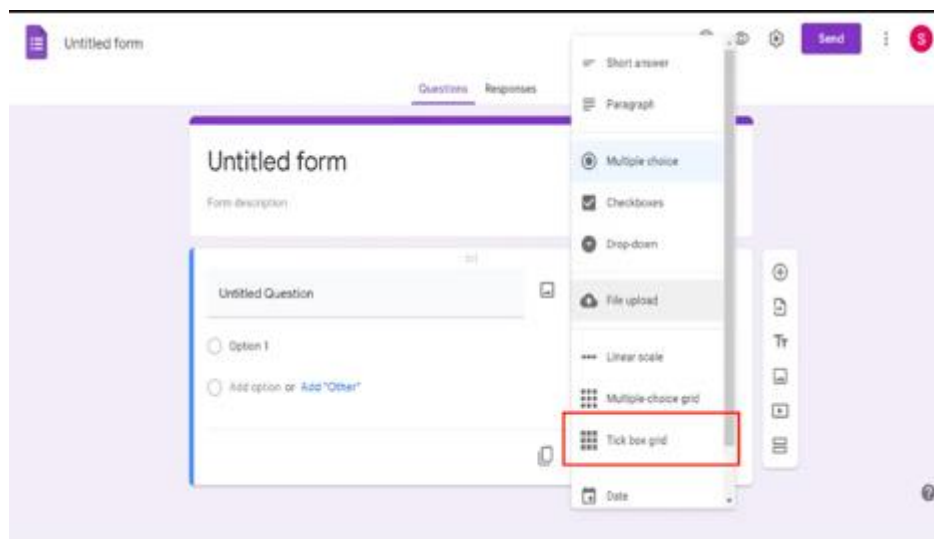 Untitled form
Send
S
Questions Responses
Untitled form
Form description
Untitled Question
Option 1
Add option or Add "Other"
Short answer
Paragraph
Multiple choice
Checkboxes
Drop-down
File upload
Linear scale
Multiple-choice grid
Tick box grid
Date
Tт